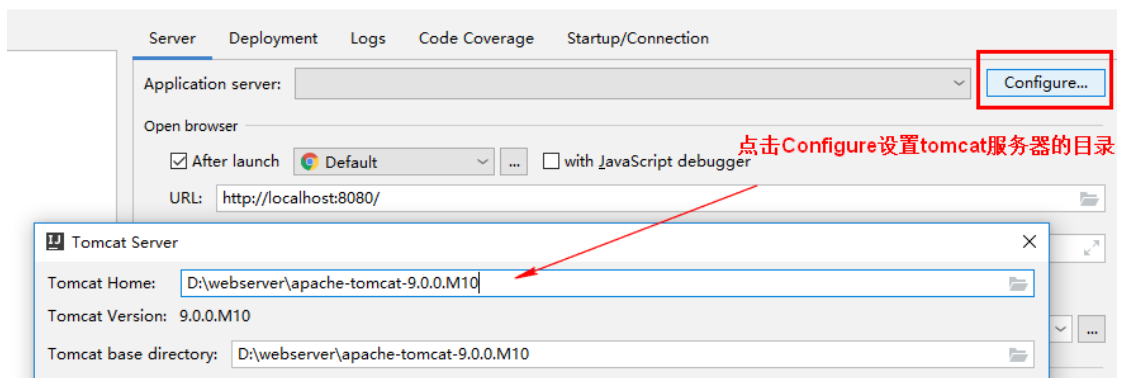 Server Deployment Logs Code Coverage Startup/Connection
Application server: Configure...
Open browser
点击Configure设置tomcat服务器的目录
After launch Default ... with JavaScript debugger
URL: http://localhost:8080/
IJ Tomcat Server
Tomcat Home: D:\webserver\apache-tomcat-9.0.0.M10
Tomcat Version: 9.0.0.M10
...
Tomcat base directory: D:\webserver\apache-tomcat-9.0.0.M10